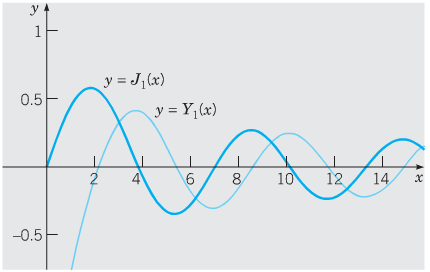 y
1
y = J₁(x)
0.5
y = Y₁(x)
2 4 6 8 10 12 14 x
−0.5